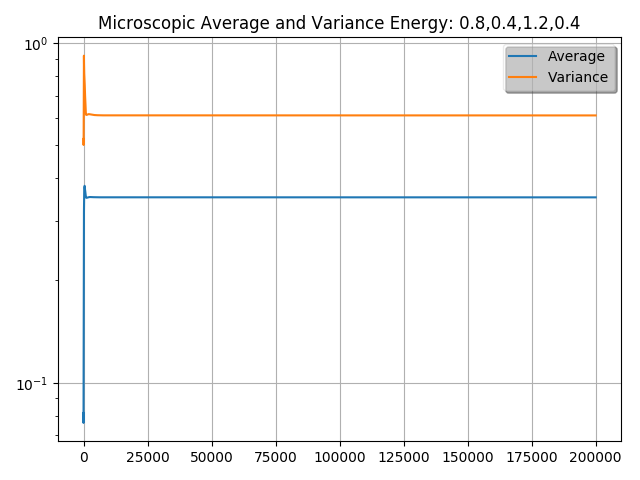 Microscopic Average and Variance Energy: 0.8,0.4,1.2,0.4
10⁰
Average
Variance
10⁻¹
0 25000 50000 75000 100000 125000 150000 175000 200000